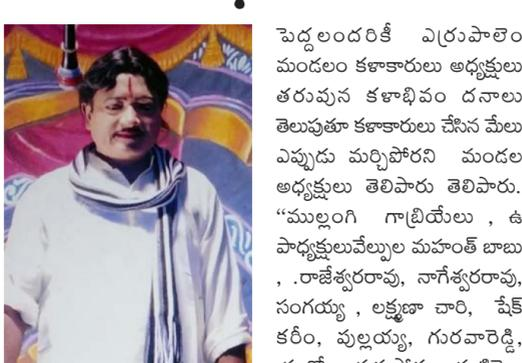 పెద్దలందరికీ ఎర్రుపాలెం
మండలం కళాకారులు అధ్యక్షులు
తరువున కళాభివం దనాలు
తెలుపుతూ కళాకారులు చేసిన మేలు
ఎప్పుడు మర్చిపోరని మండల
అధ్యక్షులు తెలిపారు తెలిపారు.
“ముల్లంగి గాబ్రియేలు , ఉ
పాధ్యక్షులువేల్పుల మహంత్ బాబు
, .రాజేశ్వరరావు, నాగేశ్వరరావు,
సంగయ్య , లక్ష్మణా చారి, షేక్
కరీం, పుల్లయ్య, గురవారెడ్డి,